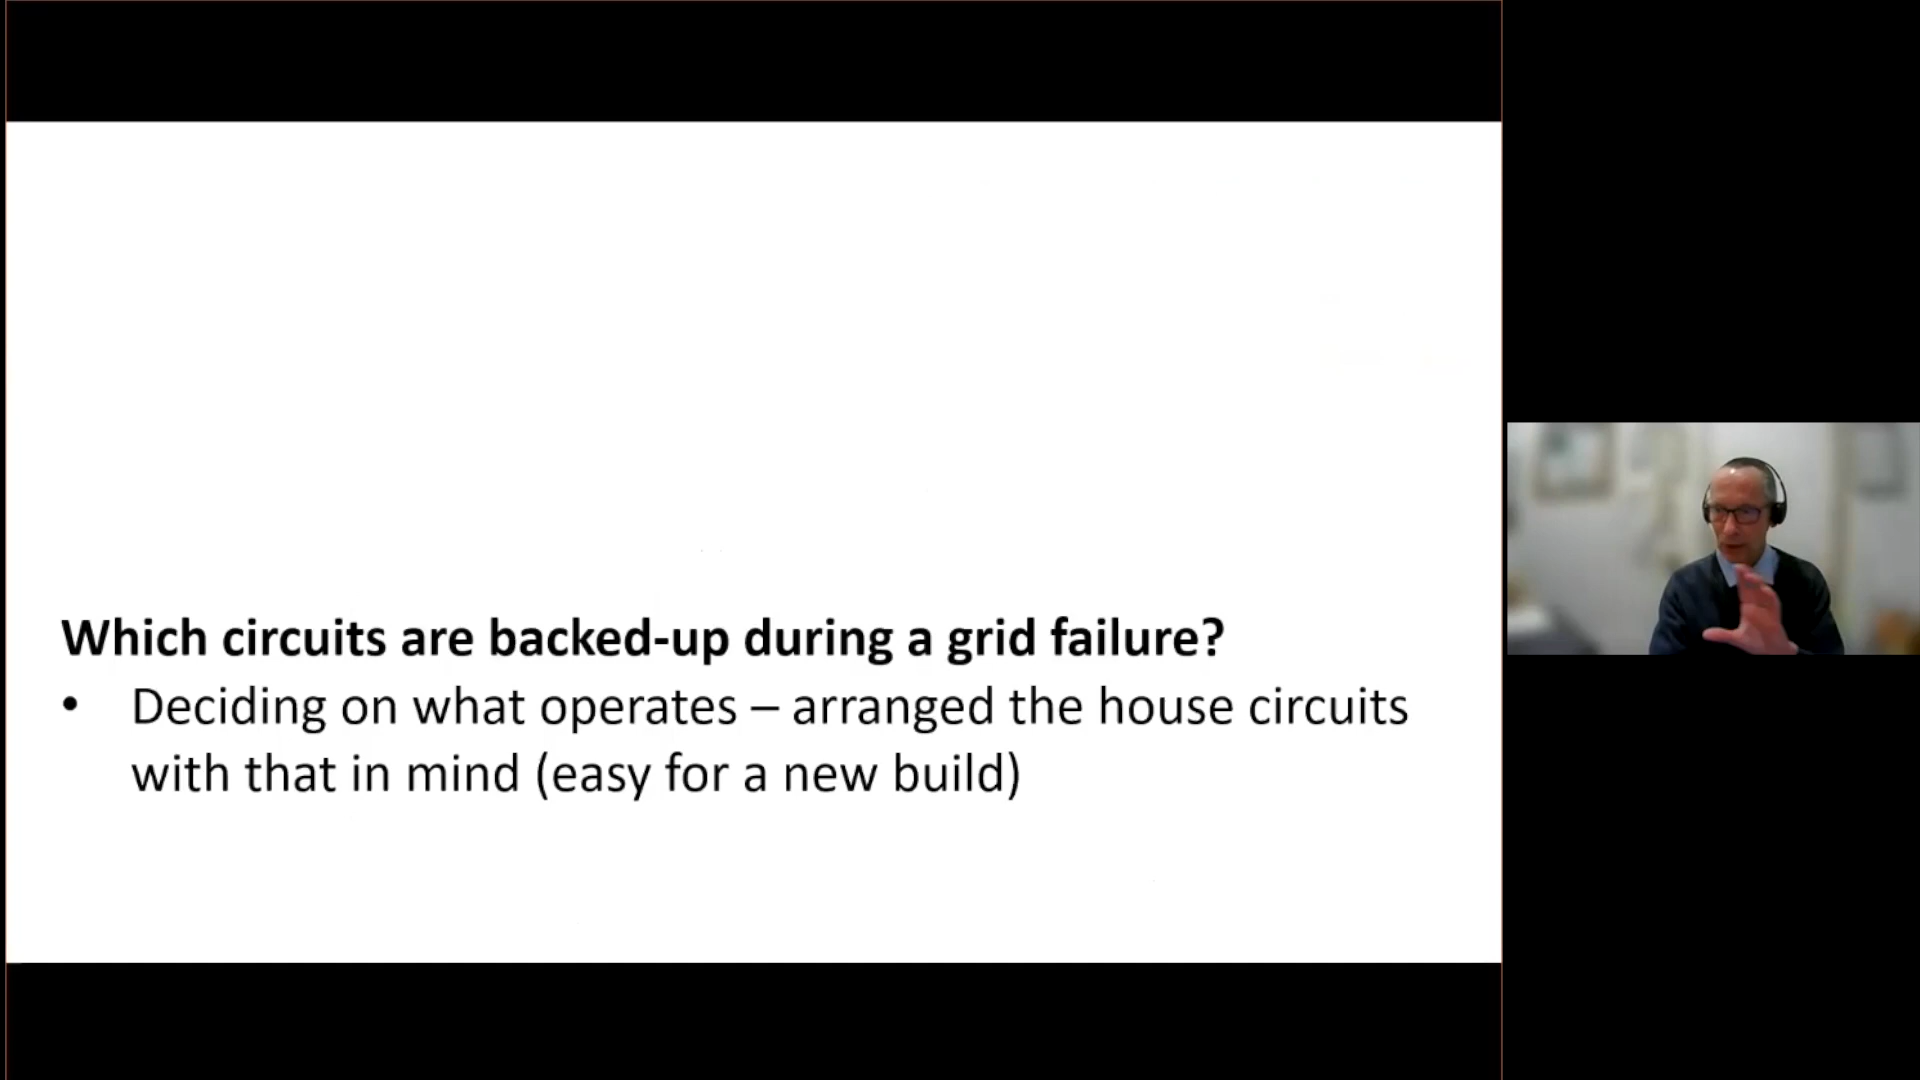 Which circuits are backed-up during a grid failure?
• Deciding on what operates – arranged the house circuits
with that in mind (easy for a new build)